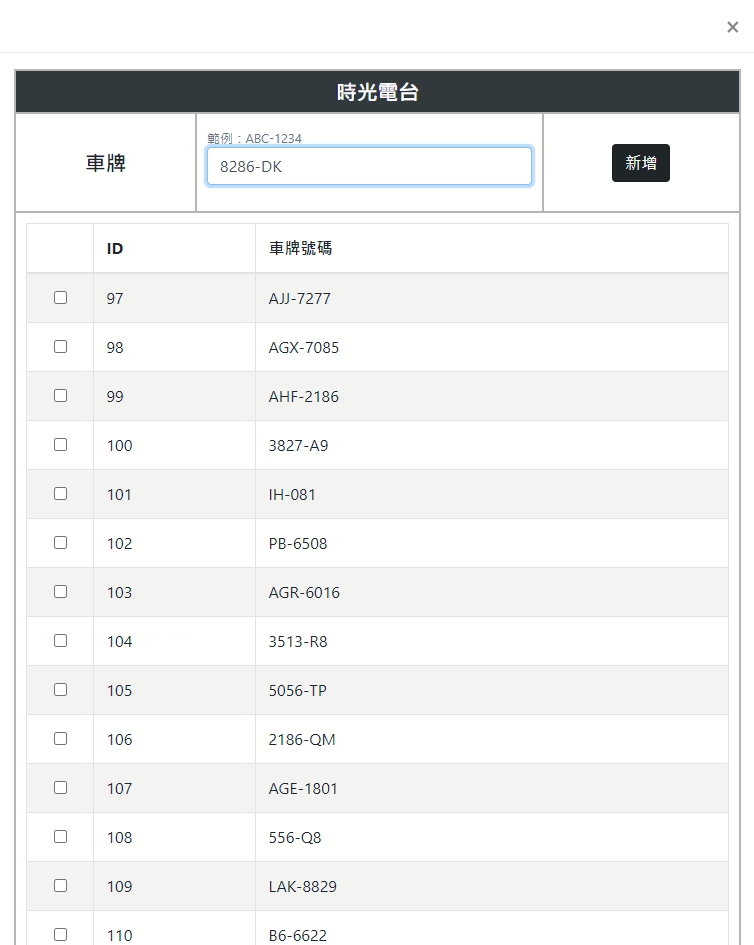 ×
時光電台
車牌
範例：ABC-1234
8286-DK
新增
ID 車牌號碼
97 AJJ-7277
98 AGX-7085
99 AHF-2186
100 3827-A9
101 IH-081
102 PB-6508
103 AGR-6016
104 3513-R8
105 5056-TP
106 2186-QM
107 AGE-1801
108 556-Q8
109 LAK-8829
110 B6-6622